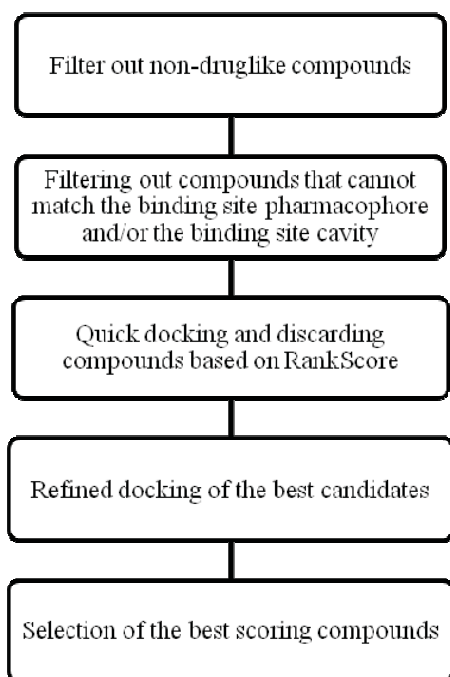 Filter out non-druglike compounds
Filtering out compounds that cannot
match the binding site pharmacophore
and/or the binding site cavity
Quick docking and discarding
compounds based on RankScore
Refined docking of the best candidates
Selection of the best scoring compounds